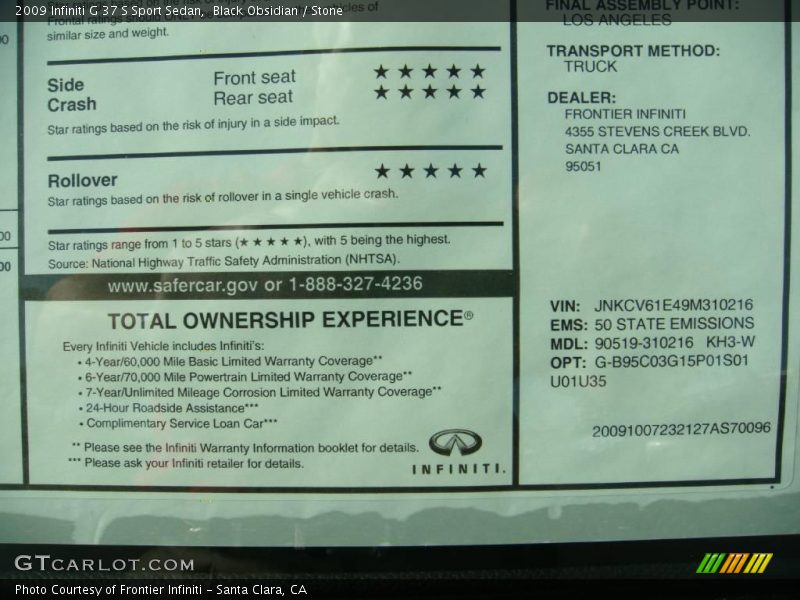 2009 Infiniti G37 S Sport Sedan, , Black Obsidian / Stone
similar size and weight.
Side
Crash
Front seat ★ ★ ★ ★ ★
Rear seat ★ ★ ★ ★ ★
Star ratings based on the risk of injury in a side impact.
Rollover ★ ★ ★ ★ ★
Star ratings based on the risk of rollover in a single vehicle crash.
Star ratings range from 1 to 5 stars (★ ★ ★ ★ ★), with 5 being the highest.
Source: National Highway Traffic Safety Administration (NHTSA).
www.safercar.gov or 1-888-327-4236
TOTAL OWNERSHIP EXPERIENCE®
Every Infiniti Vehicle includes Infiniti's:
• 4-Year/60,000 Mile Basic Limited Warranty Coverage**
• 6-Year/70,000 Mile Powertrain Limited Warranty Coverage**
• 7-Year/Unlimited Mileage Corrosion Limited Warranty Coverage**
• 24-Hour Roadside Assistance***
• Complimentary Service Loan Car***
** Please see the Infiniti Warranty Information booklet for details.
*** Please ask your Infiniti retailer for details.
INFINITI.
FINAL ASSEMBLY POINT:
LOS ANGELES
TRANSPORT METHOD:
TRUCK
DEALER:
FRONTIER INFINITI
4355 STEVENS CREEK BLVD.
SANTA CLARA CA
95051
VIN: JNKCV61E49M310216
EMS: 50 STATE EMISSIONS
MDL: 90519-310216 KH3-W
OPT: G-B95C03G15P01S01
U01U35
20091007232127AS70096
GTCARLOT.COM
Photo Courtesy of Frontier Infiniti - Santa Clara, CA